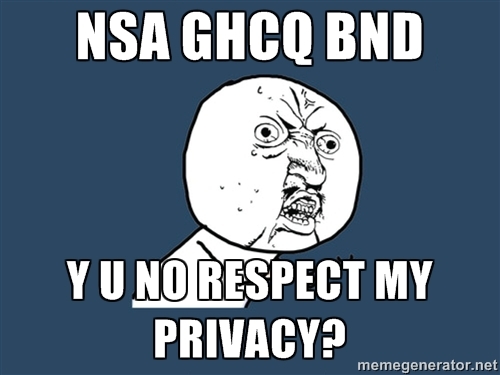 NSA GHCQ BND
Y U NO RESPECT MY
PRIVACY?
memegenerator.net